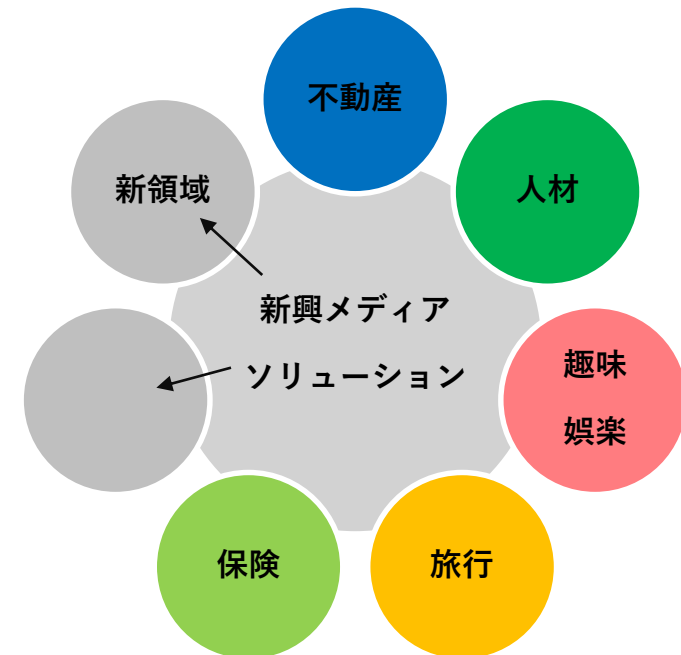 不動産
人材
新領域
新興メディア
ソリューション
趣味
娯楽
保険
旅行